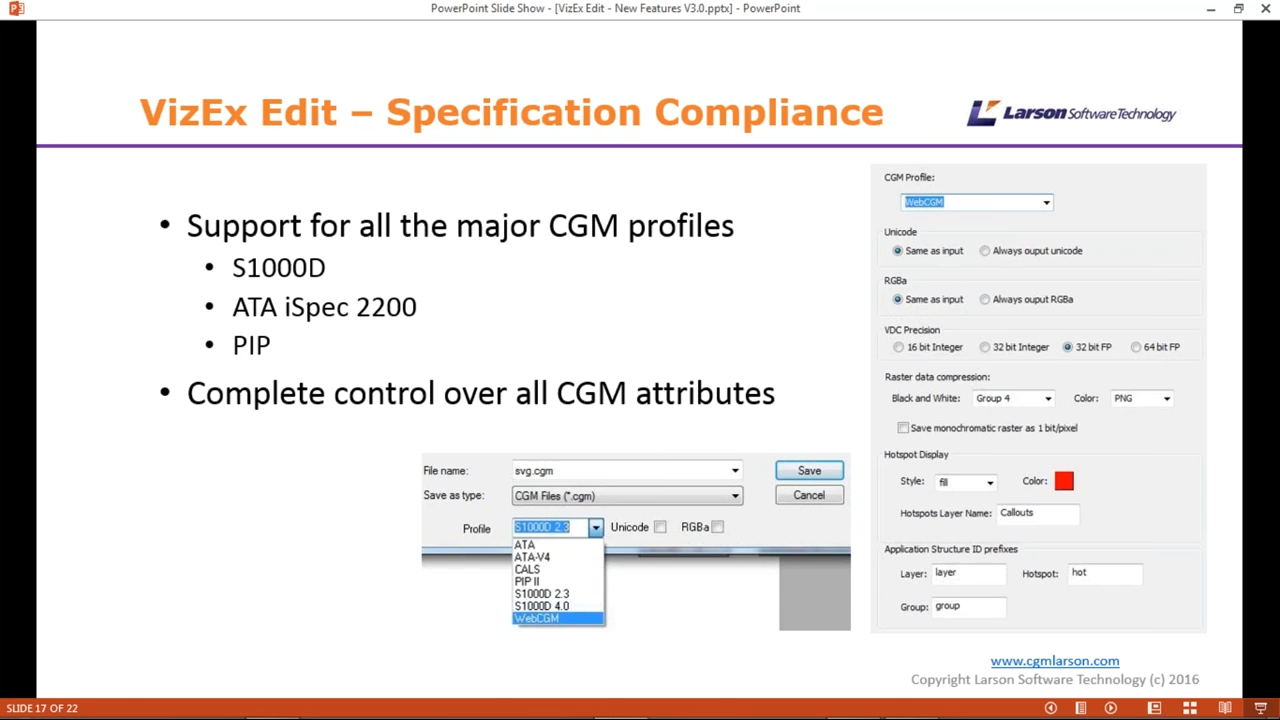 PowerPoint Slide Show - [VizEx Edit - New Features V3.0.pptx] - PowerPoint
VizEx Edit – Specification Compliance
Larson Software Technology
• Support for all the major CGM profiles
• S1000D
• ATA iSpec 2200
• PIP
• Complete control over all CGM attributes
File name: svg.cgm Save
Save as type: CGM Files (*.cgm) Cancel
Profile S1000D 2.3 Unicode RGBa
ATA
ATA-V4
CALS
PIP II
S1000D 2.3
S1000D 4.0
WebCGM
CGM Profile:
WebCGM
Unicode
Same as input Always ouput unicode
RGBa
Same as input Always ouput RGBa
VDC Precision
16 bit Integer 32 bit Integer 32 bit FP 64 bit FP
Raster data compression:
Black and White: Group 4 Color: PNG
Save monochromatic raster as 1 bit/pixel
Hotspot Display
Style: fill Color:
Hotspots Layer Name: Callouts
Application Structure ID prefixes
Layer: layer Hotspot: hot
Group: group
www.cgmlarson.com
Copyright Larson Software Technology (c) 2016
SLIDE 17 OF 22